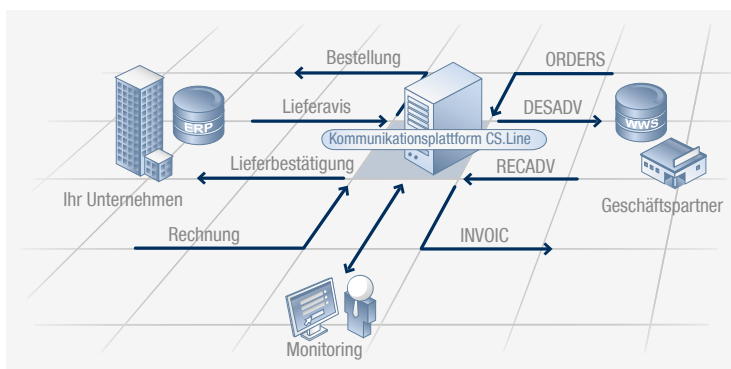 Bestellung
ORDERS
Lieferavis
DESADV
ERP
WWS
Kommunikationsplattform CS.Line
Lieferbestätigung
RECADV
Ihr Unternehmen
Geschäftspartner
Rechnung
INVOIC
Monitoring